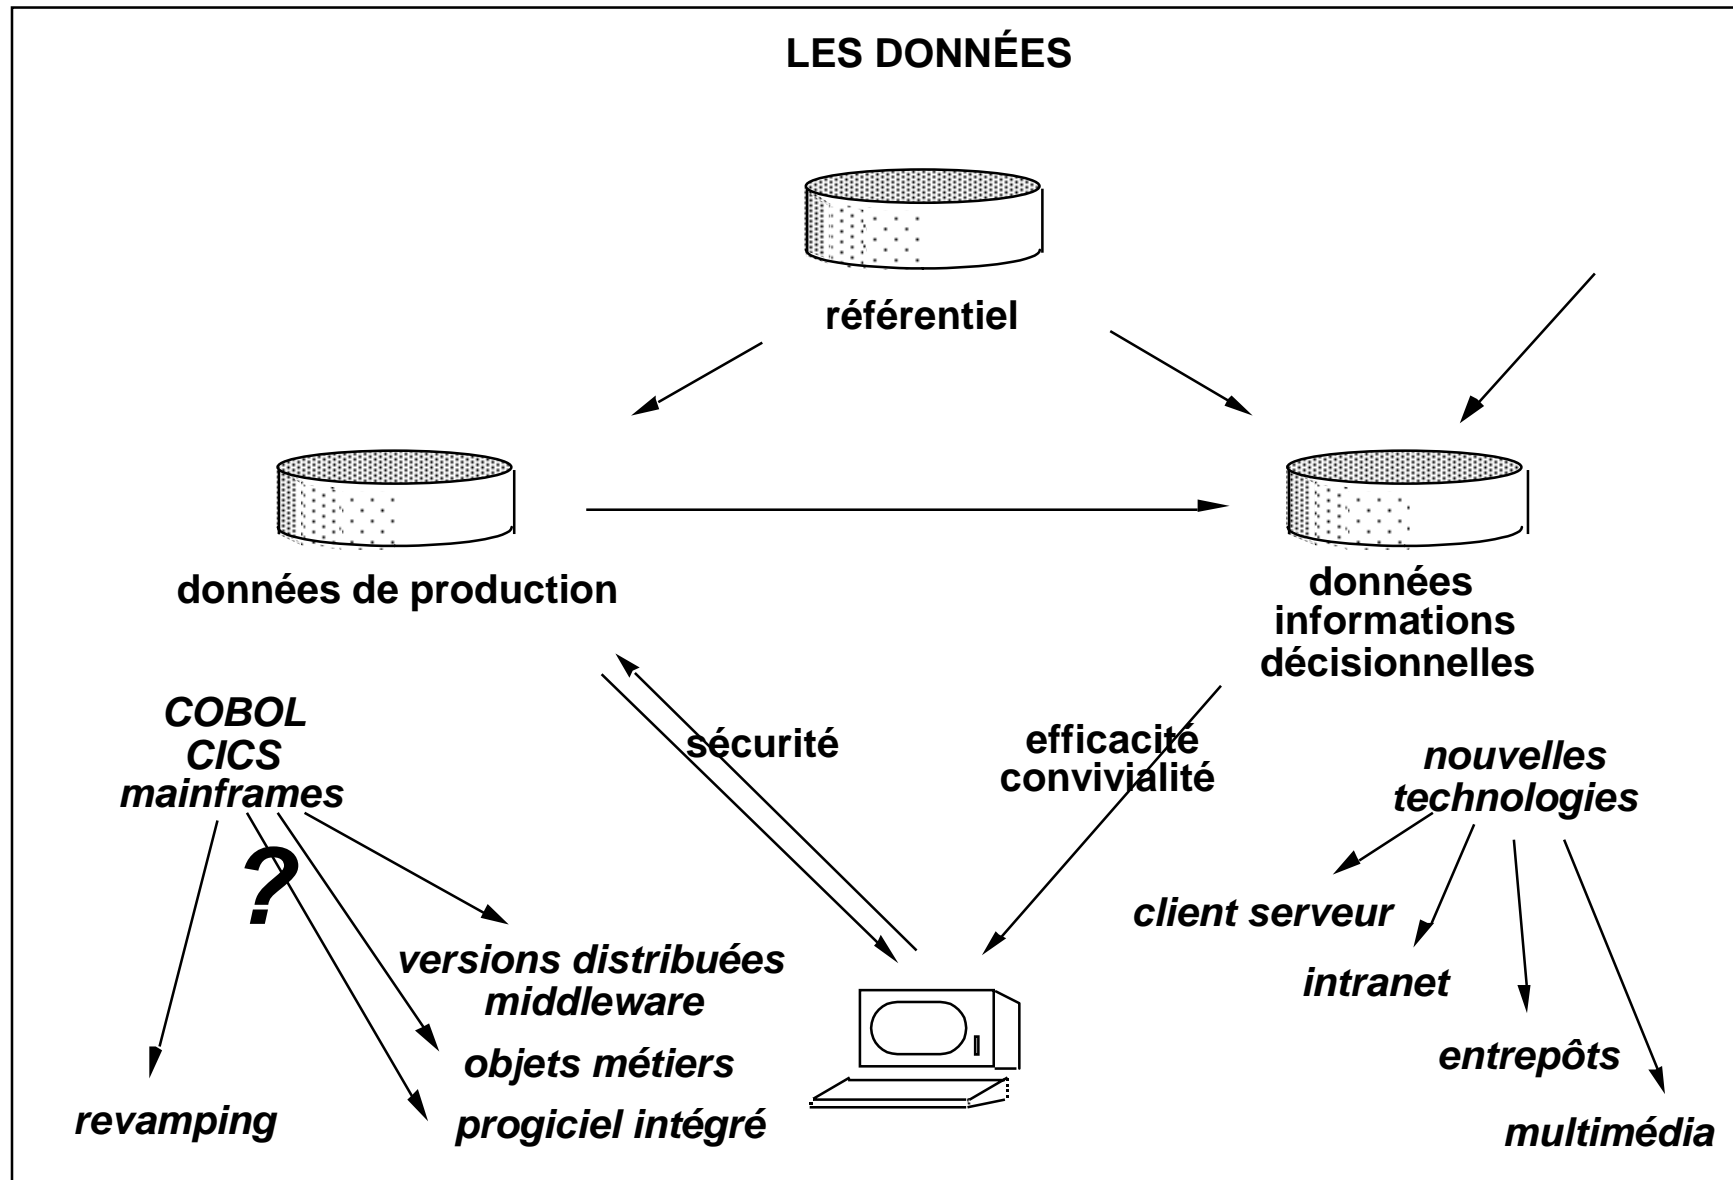 LES DONNÉES
référentiel
données de production
données
informations
décisionnelles
COBOL
CICS
mainframes
sécurité
efficacité
convivialité
nouvelles
technologies
?
client serveur
versions distribuées
middleware
intranet
objets métiers
entrepôts
revamping
progiciel intégré
multimédia